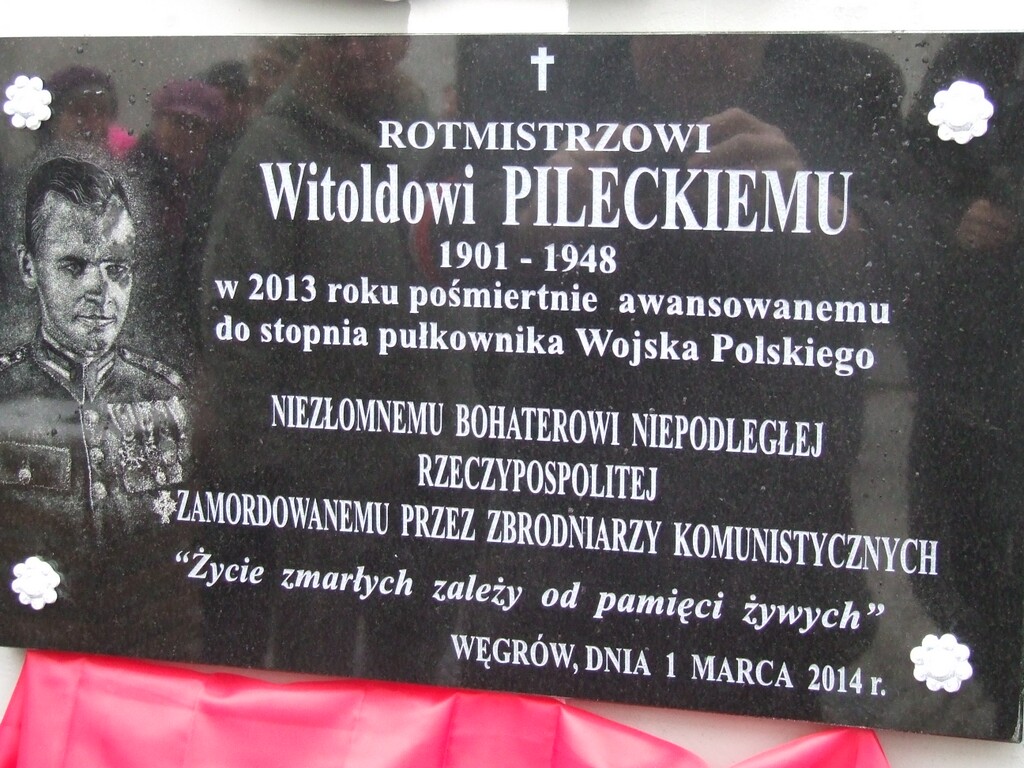 ROTMISTRZOWI
Witoldowi PILECKIEMU
1901 - 1948
w 2013 roku pośmiertnie awansowanemu
do stopnia pułkownika Wojska Polskiego
NIEZŁOMNEMU BOHATEROWI NIEPODLEGŁEJ
RZECZYPOSPOLITEJ
ZAMORDOWANEMU PRZEZ ZBRODNIARZY KOMUNISTYCZNYCH
“Życie zmarłych zależy od pamięci żywych”
WĘGRÓW, DNIA 1 MARCA 2014 r.